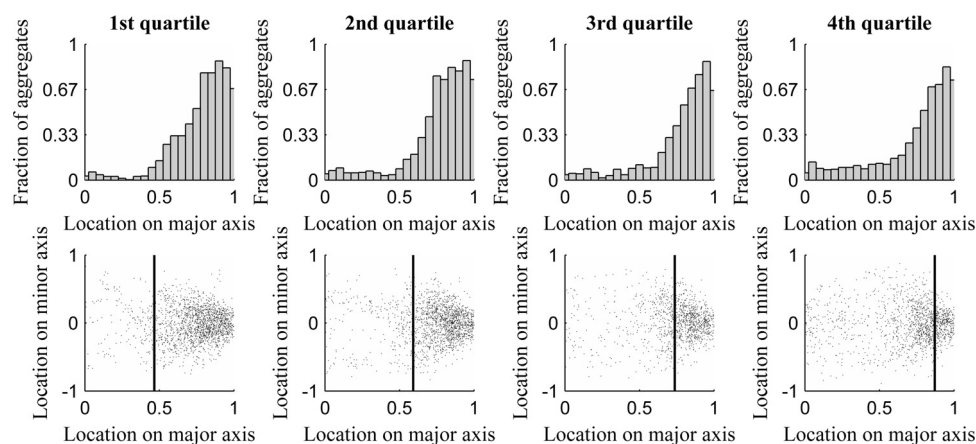 1st quartile 2nd quartile 3rd quartile 4th quartile
Fraction of aggregates Fraction of aggregates Fraction of aggregates Fraction of aggregates
1 1 1 1
0.67 0.67 0.67 0.67
0.33 0.33 0.33 0.33
0 0 0 0
0 0.5 1 0 0.5 1 0 0.5 1 0 0.5 1
Location on major axis Location on major axis Location on major axis Location on major axis
Location on minor axis Location on minor axis Location on minor axis Location on minor axis
1 1 1 1
0 0 0 0
-1 -1 -1 -1
0 0.5 1 0 0.5 1 0 0.5 1 0 0.5 1
Location on major axis Location on major axis Location on major axis Location on major axis